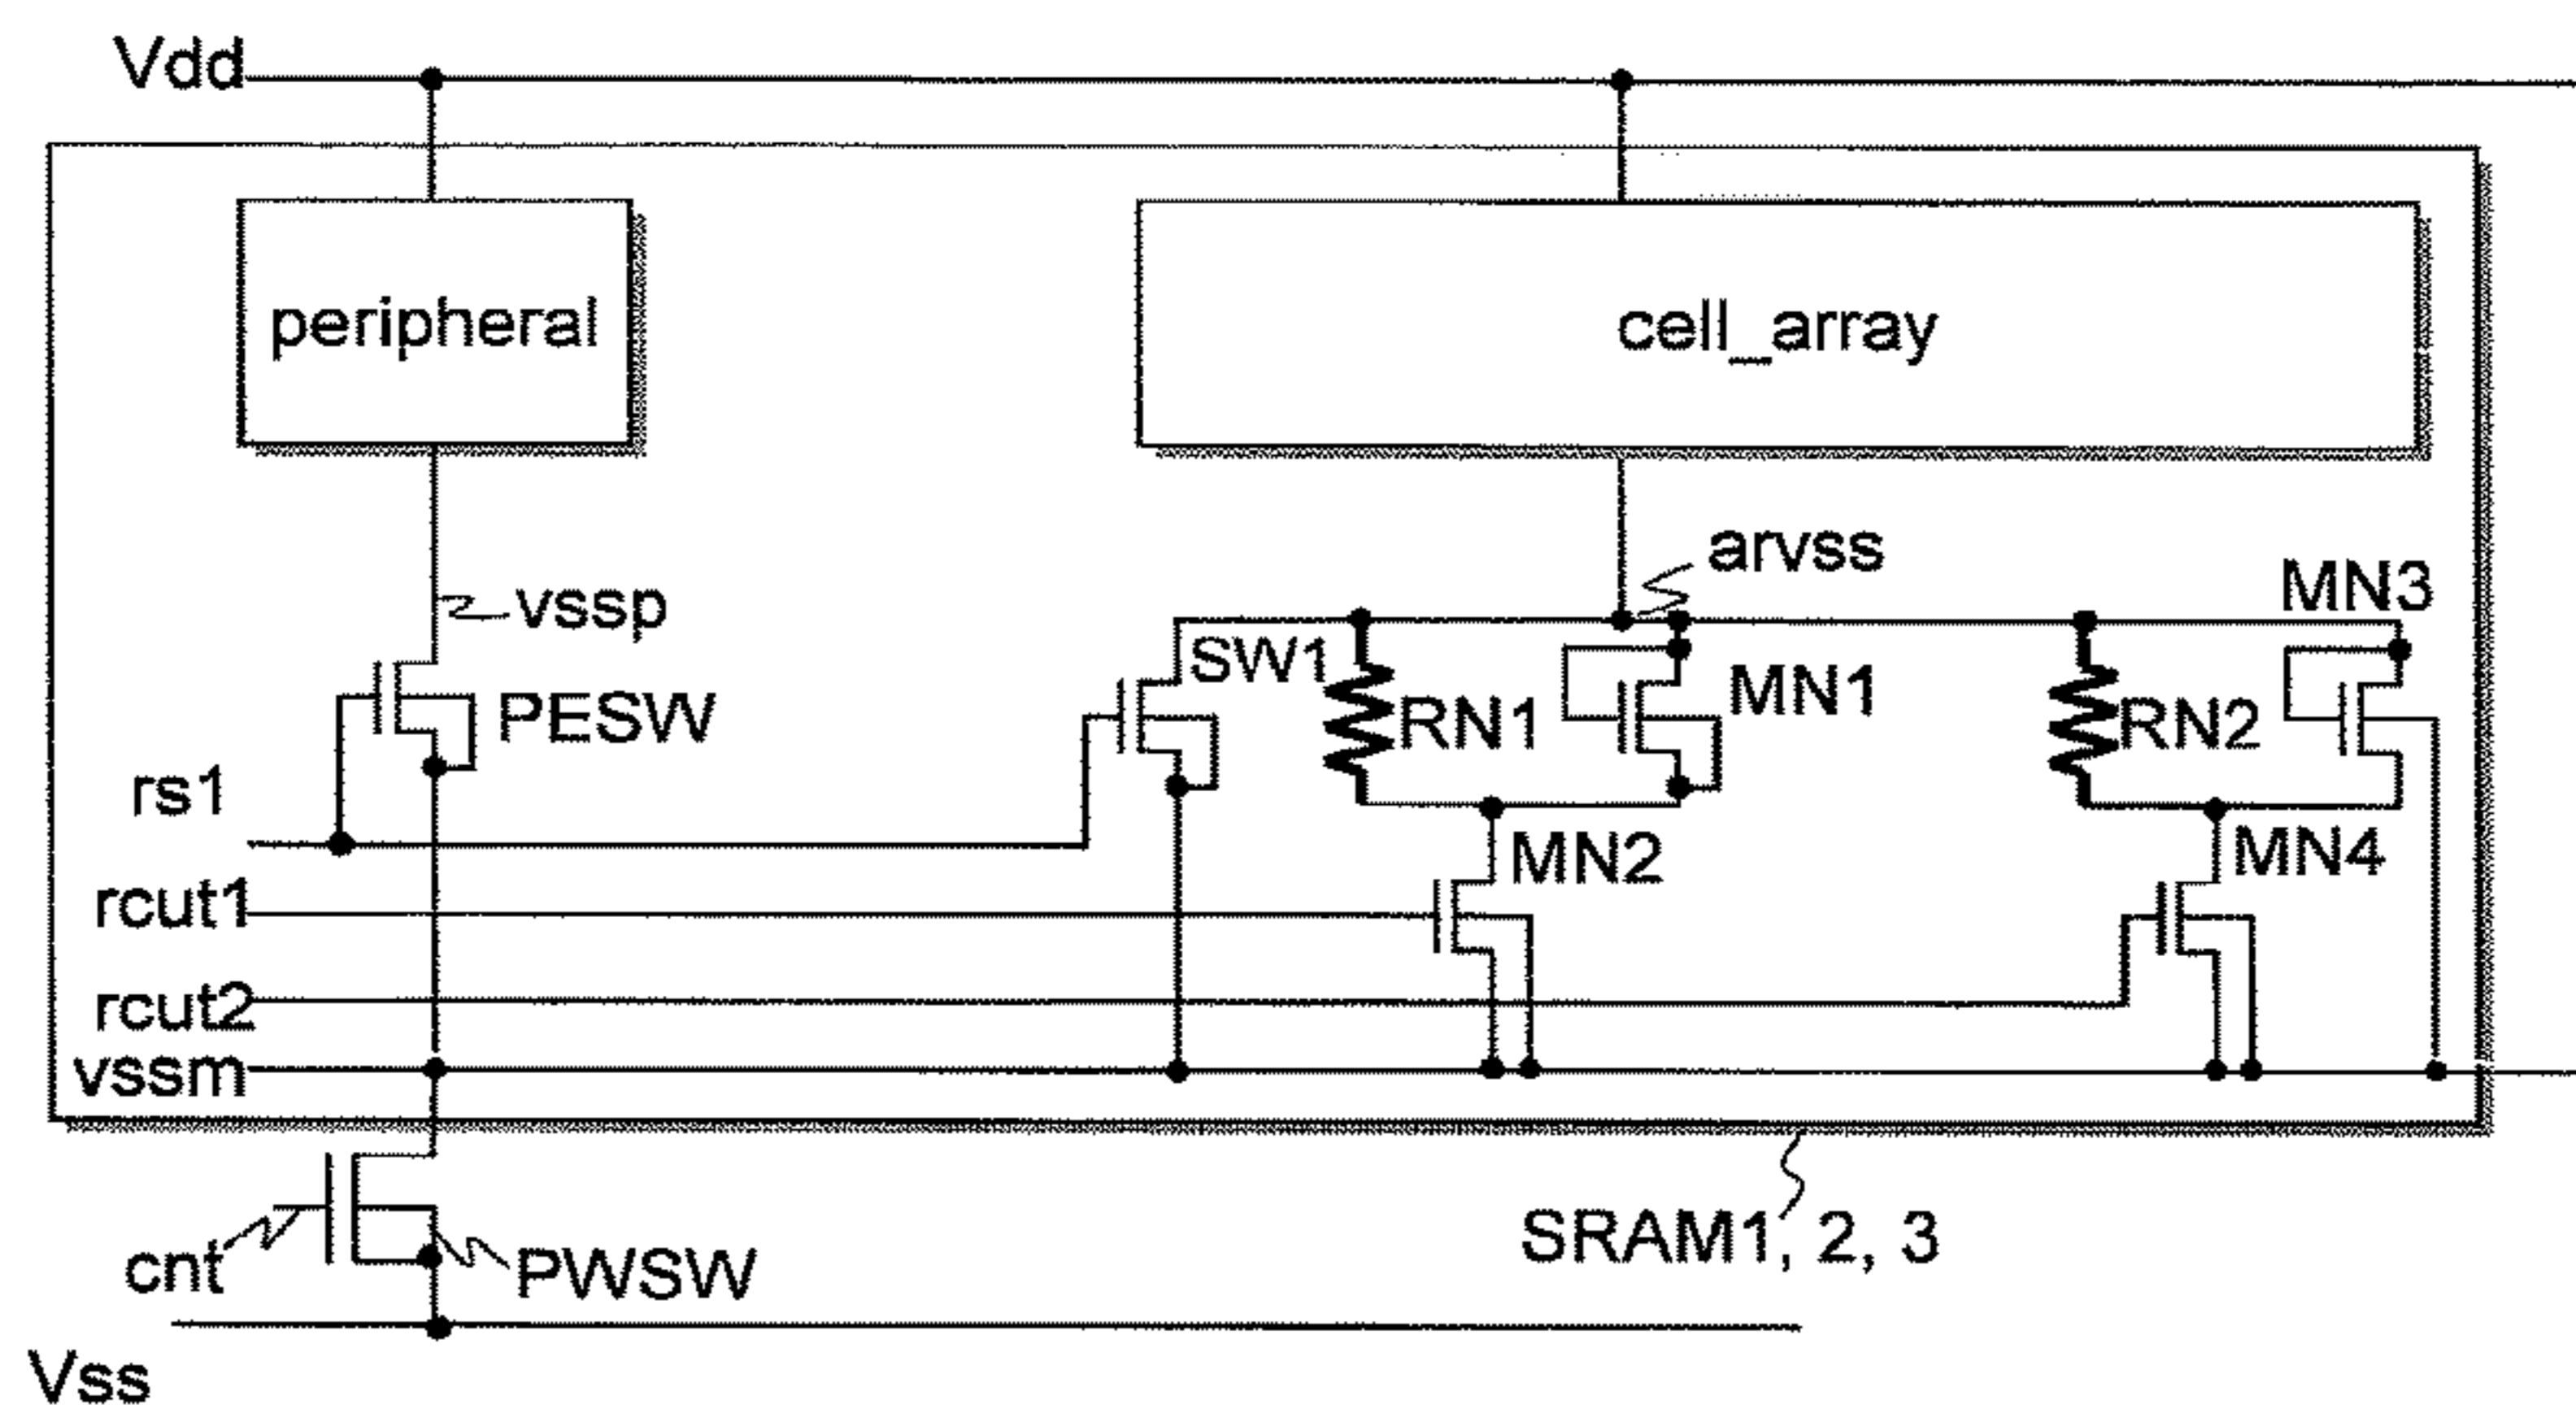 Vdd
peripheral
cell_array
arvss
MN3
vssp
SW1
MN1
PESW
RN1
RN2
rs1
MN2
MN4
rcut1
rcut2
vssm
SRAM1, 2, 3
cnt
PWSW
Vss